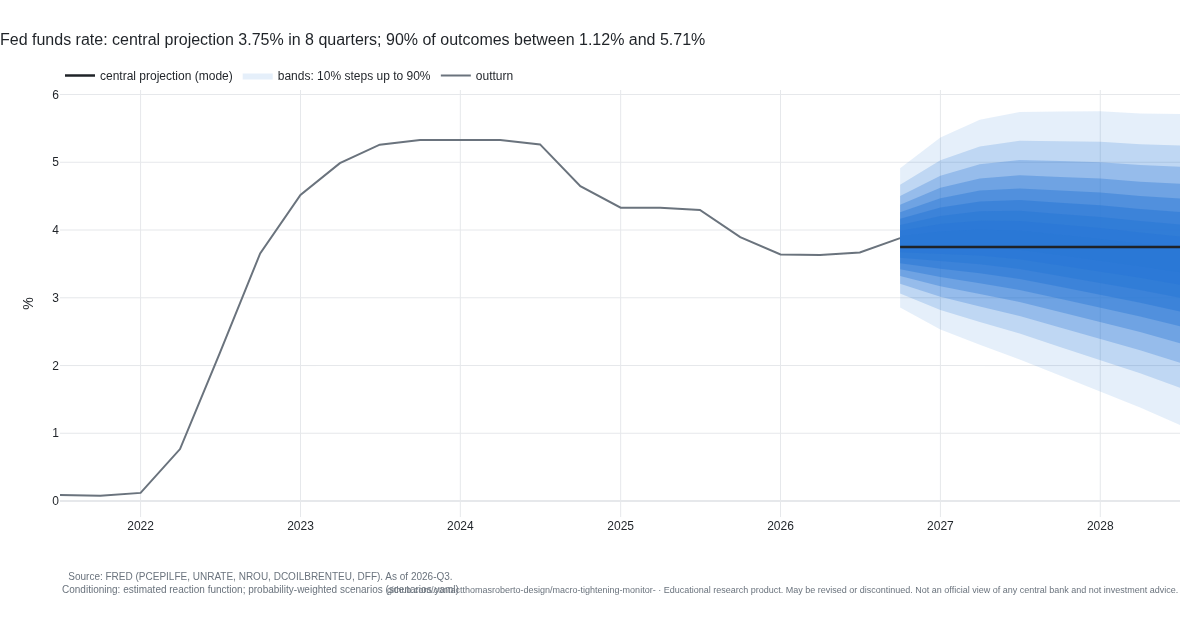 Fed funds rate: central projection 3.75% in 8 quarters; 90% of outcomes between 1.12% and 5.71%
central projection (mode) bands: 10% steps up to 90% outturn
6
5
4
3
2
1
0
%
2022 2023 2024 2025 2026 2027 2028
Source: FRED (PCEPILFE, UNRATE, NROU, DCOILBRENTEU, DFF). As of 2026-Q3.
Conditioning: estimated reaction function; probability-weighted scenarios (scenarios.yaml)
thomasroberto-design/macro-tightening-monitor- · Educational research product. May be revised or discontinued. Not an official view of any central bank and not investment advice.